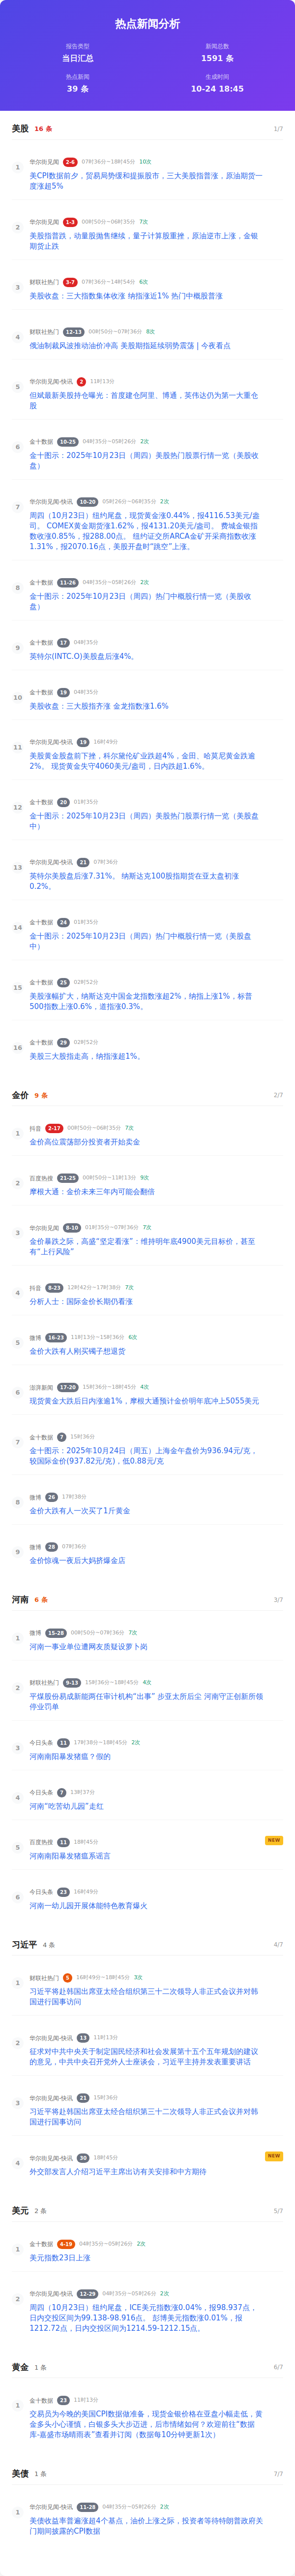 热点新闻分析
报告类型
当日汇总
新闻总数
1591 条
热点新闻
39 条
生成时间
10-24 18:45
美股 16 条 1/7
1 华尔街见闻 2-6 07时36分~18时45分 10次
美CPI数据前夕，贸易局势缓和提振股市，三大美股期指普涨，原油期货一
度涨超5%
2 华尔街见闻 1-3 00时50分~06时35分 7次
美股指普跌，动量股抛售继续，量子计算股重挫，原油逆市上涨，金银
期货止跌
3 财联社热门 3-7 07时36分~14时54分 6次
美股收盘：三大指数集体收涨 纳指涨近1% 热门中概股普涨
4 财联社热门 12-13 00时50分~07时36分 8次
俄油制裁风波推动油价冲高 美股期指延续弱势震荡 | 今夜看点
5 华尔街见闻-快讯 2 11时13分
但斌最新美股持仓曝光：首度建仓阿里、博通，英伟达仍为第一大重仓
股
6 金十数据 10-25 04时35分~05时26分 2次
金十图示：2025年10月23日（周四）美股热门股票行情一览（美股收
盘）
7 华尔街见闻-快讯 10-20 05时26分~06时35分 2次
周四（10月23日）纽约尾盘，现货黄金涨0.44%，报4116.53美元/盎
司。 COMEX黄金期货涨1.62%，报4131.20美元/盎司。 费城金银指
数收涨0.85%，报288.00点。 纽约证交所ARCA金矿开采商指数收涨
1.31%，报2070.16点，美股开盘时“跳空”上涨。
8 金十数据 11-26 04时35分~05时26分 2次
金十图示：2025年10月23日（周四）热门中概股行情一览（美股收
盘）
9 金十数据 17 04时35分
英特尔(INTC.O)美股盘后涨4%。
10 金十数据 19 04时35分
美股收盘：三大股指齐涨 金龙指数涨1.6%
11 华尔街见闻-快讯 19 16时49分
美股黄金股盘前下挫，科尔黛伦矿业跌超4%，金田、哈莫尼黄金跌逾
2%。 现货黄金失守4060美元/盎司，日内跌超1.6%。
12 金十数据 20 01时35分
金十图示：2025年10月23日（周四）美股热门股票行情一览（美股盘
中）
13 华尔街见闻-快讯 21 07时36分
英特尔美股盘后涨7.31%。 纳斯达克100股指期货在亚太盘初涨
0.2%。
14 金十数据 24 01时35分
金十图示：2025年10月23日（周四）热门中概股行情一览（美股盘
中）
15 金十数据 25 02时52分
美股涨幅扩大，纳斯达克中国金龙指数涨超2%，纳指上涨1%，标普
500指数上涨0.6%，道指涨0.3%。
16 金十数据 29 02时52分
美股三大股指走高，纳指涨超1%。
金价 9 条 2/7
1 抖音 2-17 00时50分~06时35分 7次
金价高位震荡部分投资者开始卖金
2 百度热搜 21-25 00时50分~11时13分 9次
摩根大通：金价未来三年内可能会翻倍
3 华尔街见闻 8-10 01时35分~07时36分 7次
金价暴跌之际，高盛“坚定看涨”：维持明年底4900美元目标价，甚至
有“上行风险”
4 抖音 8-23 12时42分~17时38分 7次
分析人士：国际金价长期仍看涨
5 微博 16-23 11时13分~15时36分 6次
金价大跌有人刚买镯子想退货
6 澎湃新闻 17-20 15时36分~18时45分 4次
现货黄金大跌后日内涨逾1%，摩根大通预计金价明年底冲上5055美元
7 金十数据 7 15时36分
金十图示：2025年10月24日（周五）上海金午盘价为936.94元/克，
较国际金价(937.82元/克)，低0.88元/克
8 微博 26 17时38分
金价大跌有人一次买了1斤黄金
9 微博 28 07时36分
金价惊魂一夜后大妈挤爆金店
河南 6 条 3/7
1 微博 15-28 00时50分~07时36分 7次
河南一事业单位遭网友质疑设萝卜岗
2 财联社热门 9-13 15时36分~18时45分 4次
平煤股份易成新能两任审计机构“出事” 步亚太所后尘 河南守正创新所领
停业罚单
3 今日头条 11 17时38分~18时45分 2次
河南南阳暴发猪瘟？假的
4 今日头条 7 13时37分
河南“吃苦幼儿园”走红
5 百度热搜 11 18时45分 NEW
河南南阳暴发猪瘟系谣言
6 今日头条 23 16时49分
河南一幼儿园开展体能特色教育爆火
习近平 4 条 4/7
1 财联社热门 5 16时49分~18时45分 3次
习近平将赴韩国出席亚太经合组织第三十二次领导人非正式会议并对韩
国进行国事访问
2 华尔街见闻-快讯 13 11时13分
征求对中共中央关于制定国民经济和社会发展第十五个五年规划的建议
的意见，中共中央召开党外人士座谈会，习近平主持并发表重要讲话
3 华尔街见闻-快讯 21 15时36分
习近平将赴韩国出席亚太经合组织第三十二次领导人非正式会议并对韩
国进行国事访问
4 华尔街见闻-快讯 30 18时45分 NEW
外交部发言人介绍习近平主席出访有关安排和中方期待
美元 2 条 5/7
1 金十数据 4-19 04时35分~05时26分 2次
美元指数23日上涨
2 华尔街见闻-快讯 12-29 04时35分~05时26分 2次
周四（10月23日）纽约尾盘，ICE美元指数涨0.04%，报98.937点，
日内交投区间为99.138-98.916点。 彭博美元指数涨0.01%，报
1212.72点，日内交投区间为1214.59-1212.15点。
黄金 1 条 6/7
1 金十数据 23 11时13分
交易员为今晚的美国CPI数据做准备，现货金银价格在亚盘小幅走低，黄
金多头小心谨慎，白银多头大步迈进，后市情绪如何？欢迎前往“数据
库-嘉盛市场晴雨表”查看并订阅（数据每10分钟更新1次）
美债 1 条 7/7
1 华尔街见闻-快讯 11-28 04时35分~05时26分 2次
美债收益率普遍涨超4个基点，油价上涨之际，投资者等待特朗普政府关
门期间披露的CPI数据